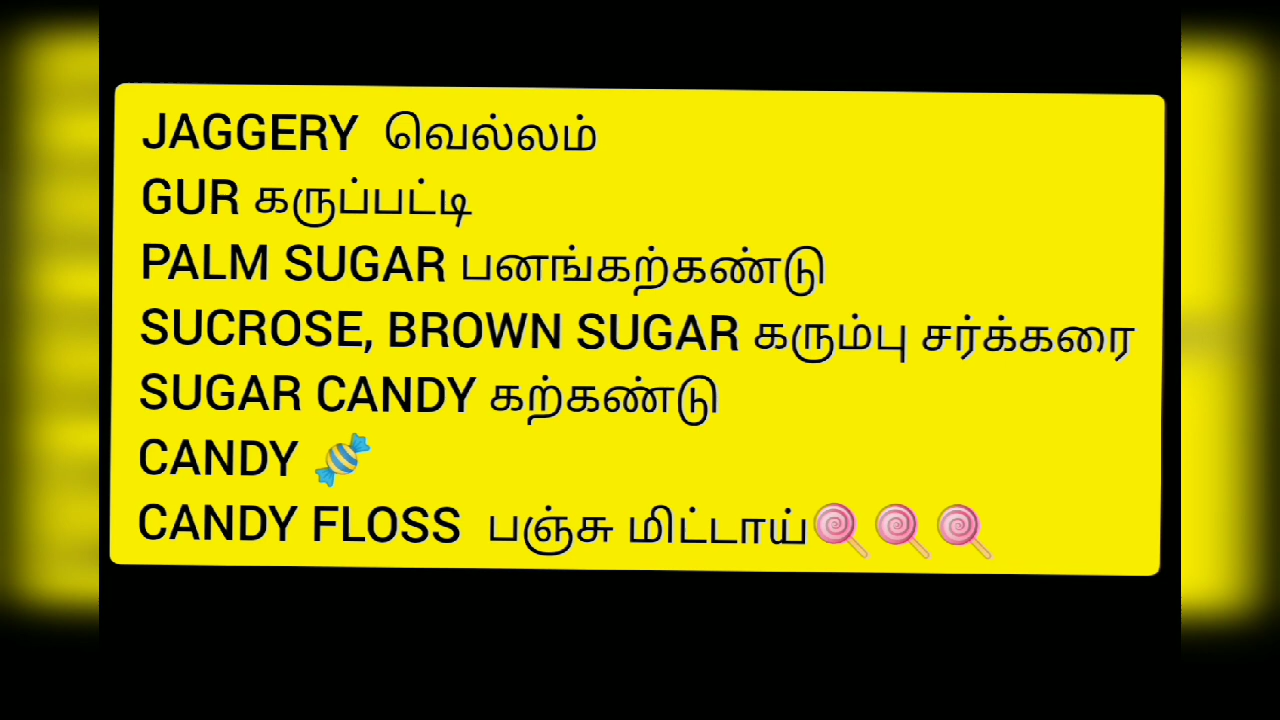 JAGGERY வெல்லம்
GUR கருப்பட்டி
PALM SUGAR பனங்கற்கண்டு
SUCROSE, BROWN SUGAR கரும்பு சர்க்கரை
SUGAR CANDY கற்கண்டு
CANDY 🍬
CANDY FLOSS பஞ்சு மிட்டாய்🍭🍭🍭